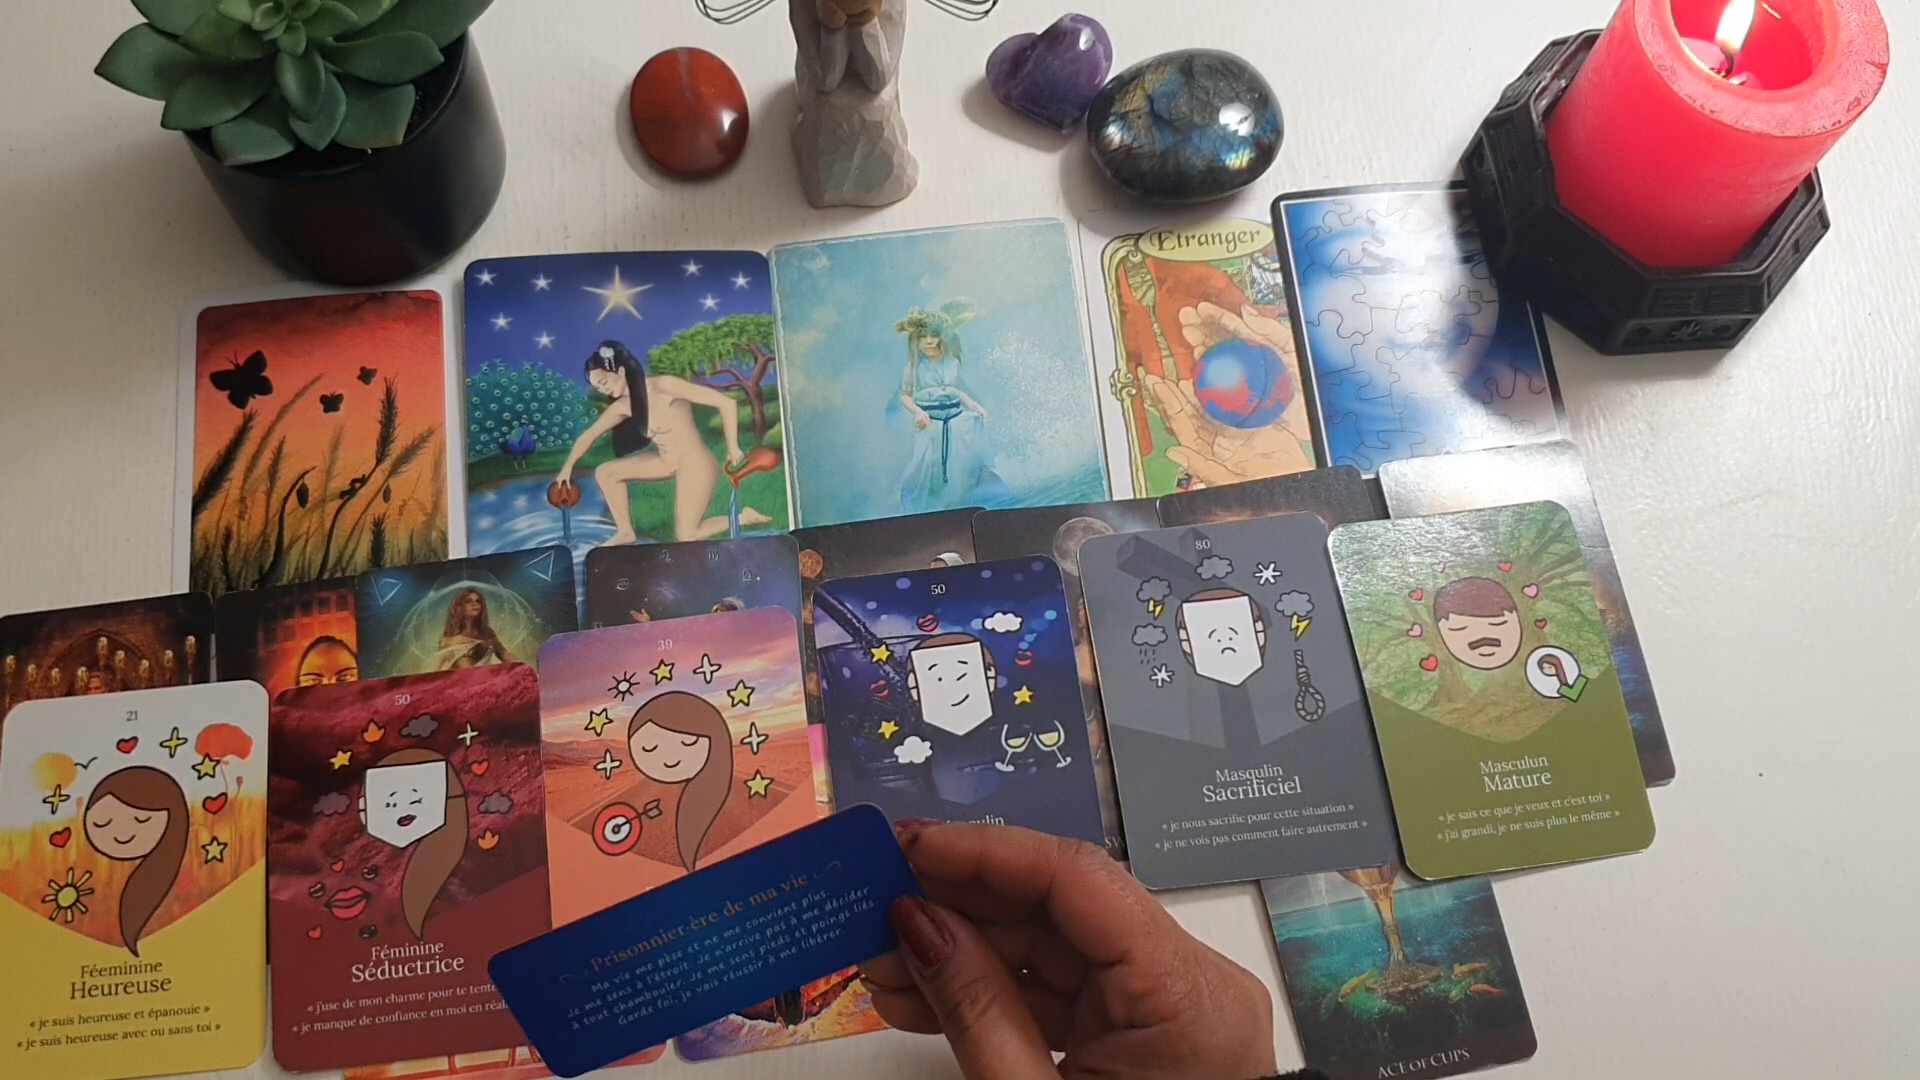 Etranger
21
Féeminine
Heureuse
« je suis heureuse et épanouie »
« je suis heureuse avec ou sans toi »
50
Féminine
Séductrice
« j'use de mon charme pour te tente
« je manque de confiance en moi en réal
39
50
80
Masqulin
Sacrificiel
« je nous sacrifie pour cette situation »
« je ne vois pas comment faire autrement »
Masculun
Mature
« je sais ce que je veux et c'est toi »
« j'ai grandi, je ne suis plus le même »
Prisonnier·ère de ma vie
Ma vie me pèse et ne me convient plus.
Je me sens à l'étroit. Je n'arrive pas à me décider
à tout chambouler. Je me sens pieds et poings liés.
Garde foi, je vais réussir à me libérer.
ACE OF CUPS